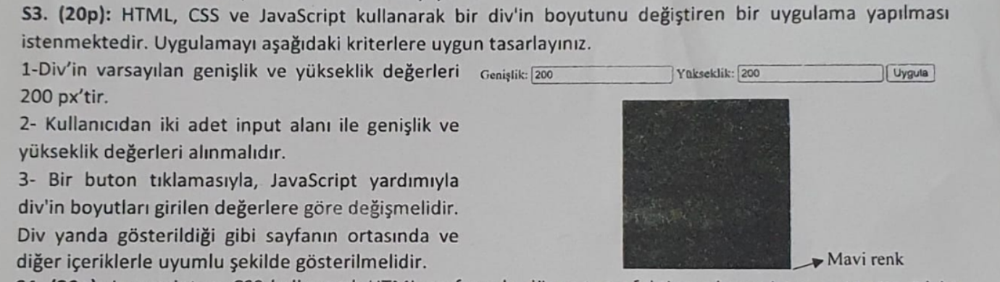 S3. (20p): HTML, CSS ve JavaScript kullanarak bir div'in boyutunu değiştiren bir uygulama yapılması
istenmektedir. Uygulamayı aşağıdaki kriterlere uygun tasarlayınız.
1-Div’in varsayılan genişlik ve yükseklik değerleri
200 px’tir.
2- Kullanıcıdan iki adet input alanı ile genişlik ve
yükseklik değerleri alınmalıdır.
3- Bir buton tıklamasıyla, JavaScript yardımıyla
div'in boyutları girilen değerlere göre değişmelidir.
Div yanda gösterildiği gibi sayfanın ortasında ve
diğer içeriklerle uyumlu şekilde gösterilmelidir.
Genişlik: 200 Yükseklik: 200 Uygula
Mavi renk